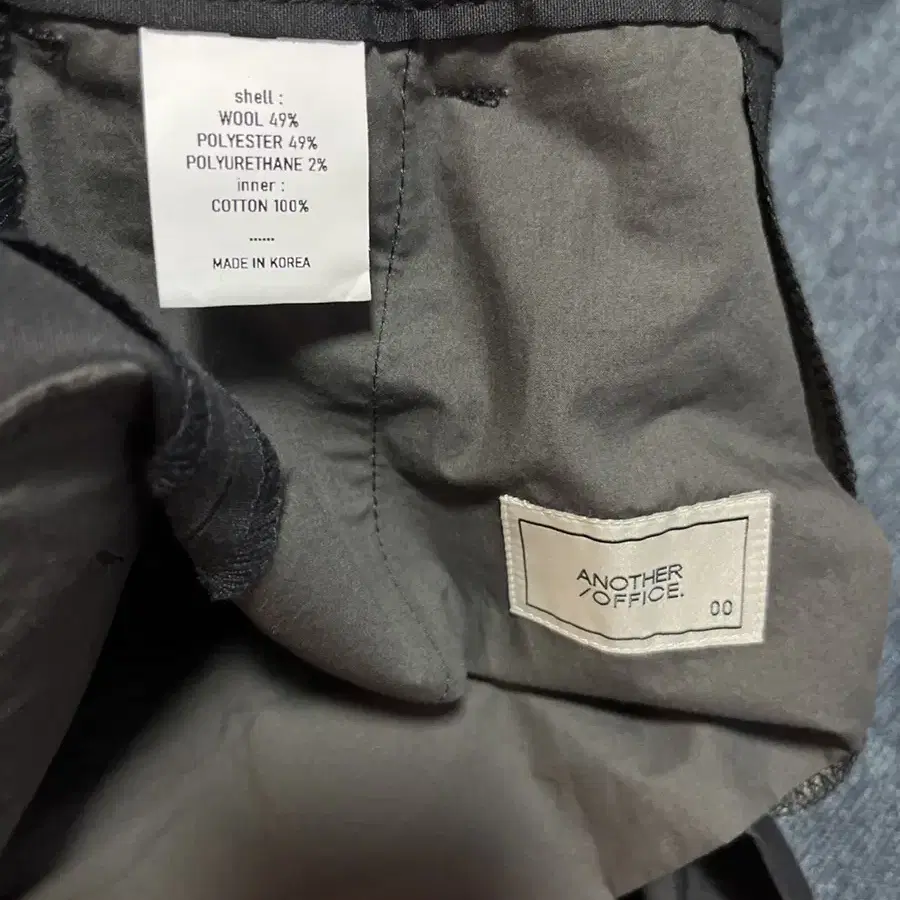 shell :
WOOL 49%
POLYESTER 49%
POLYURETHANE 2%
inner :
COTTON 100%
......
MADE IN KOREA
ANOTHER
/OFFICE.
00